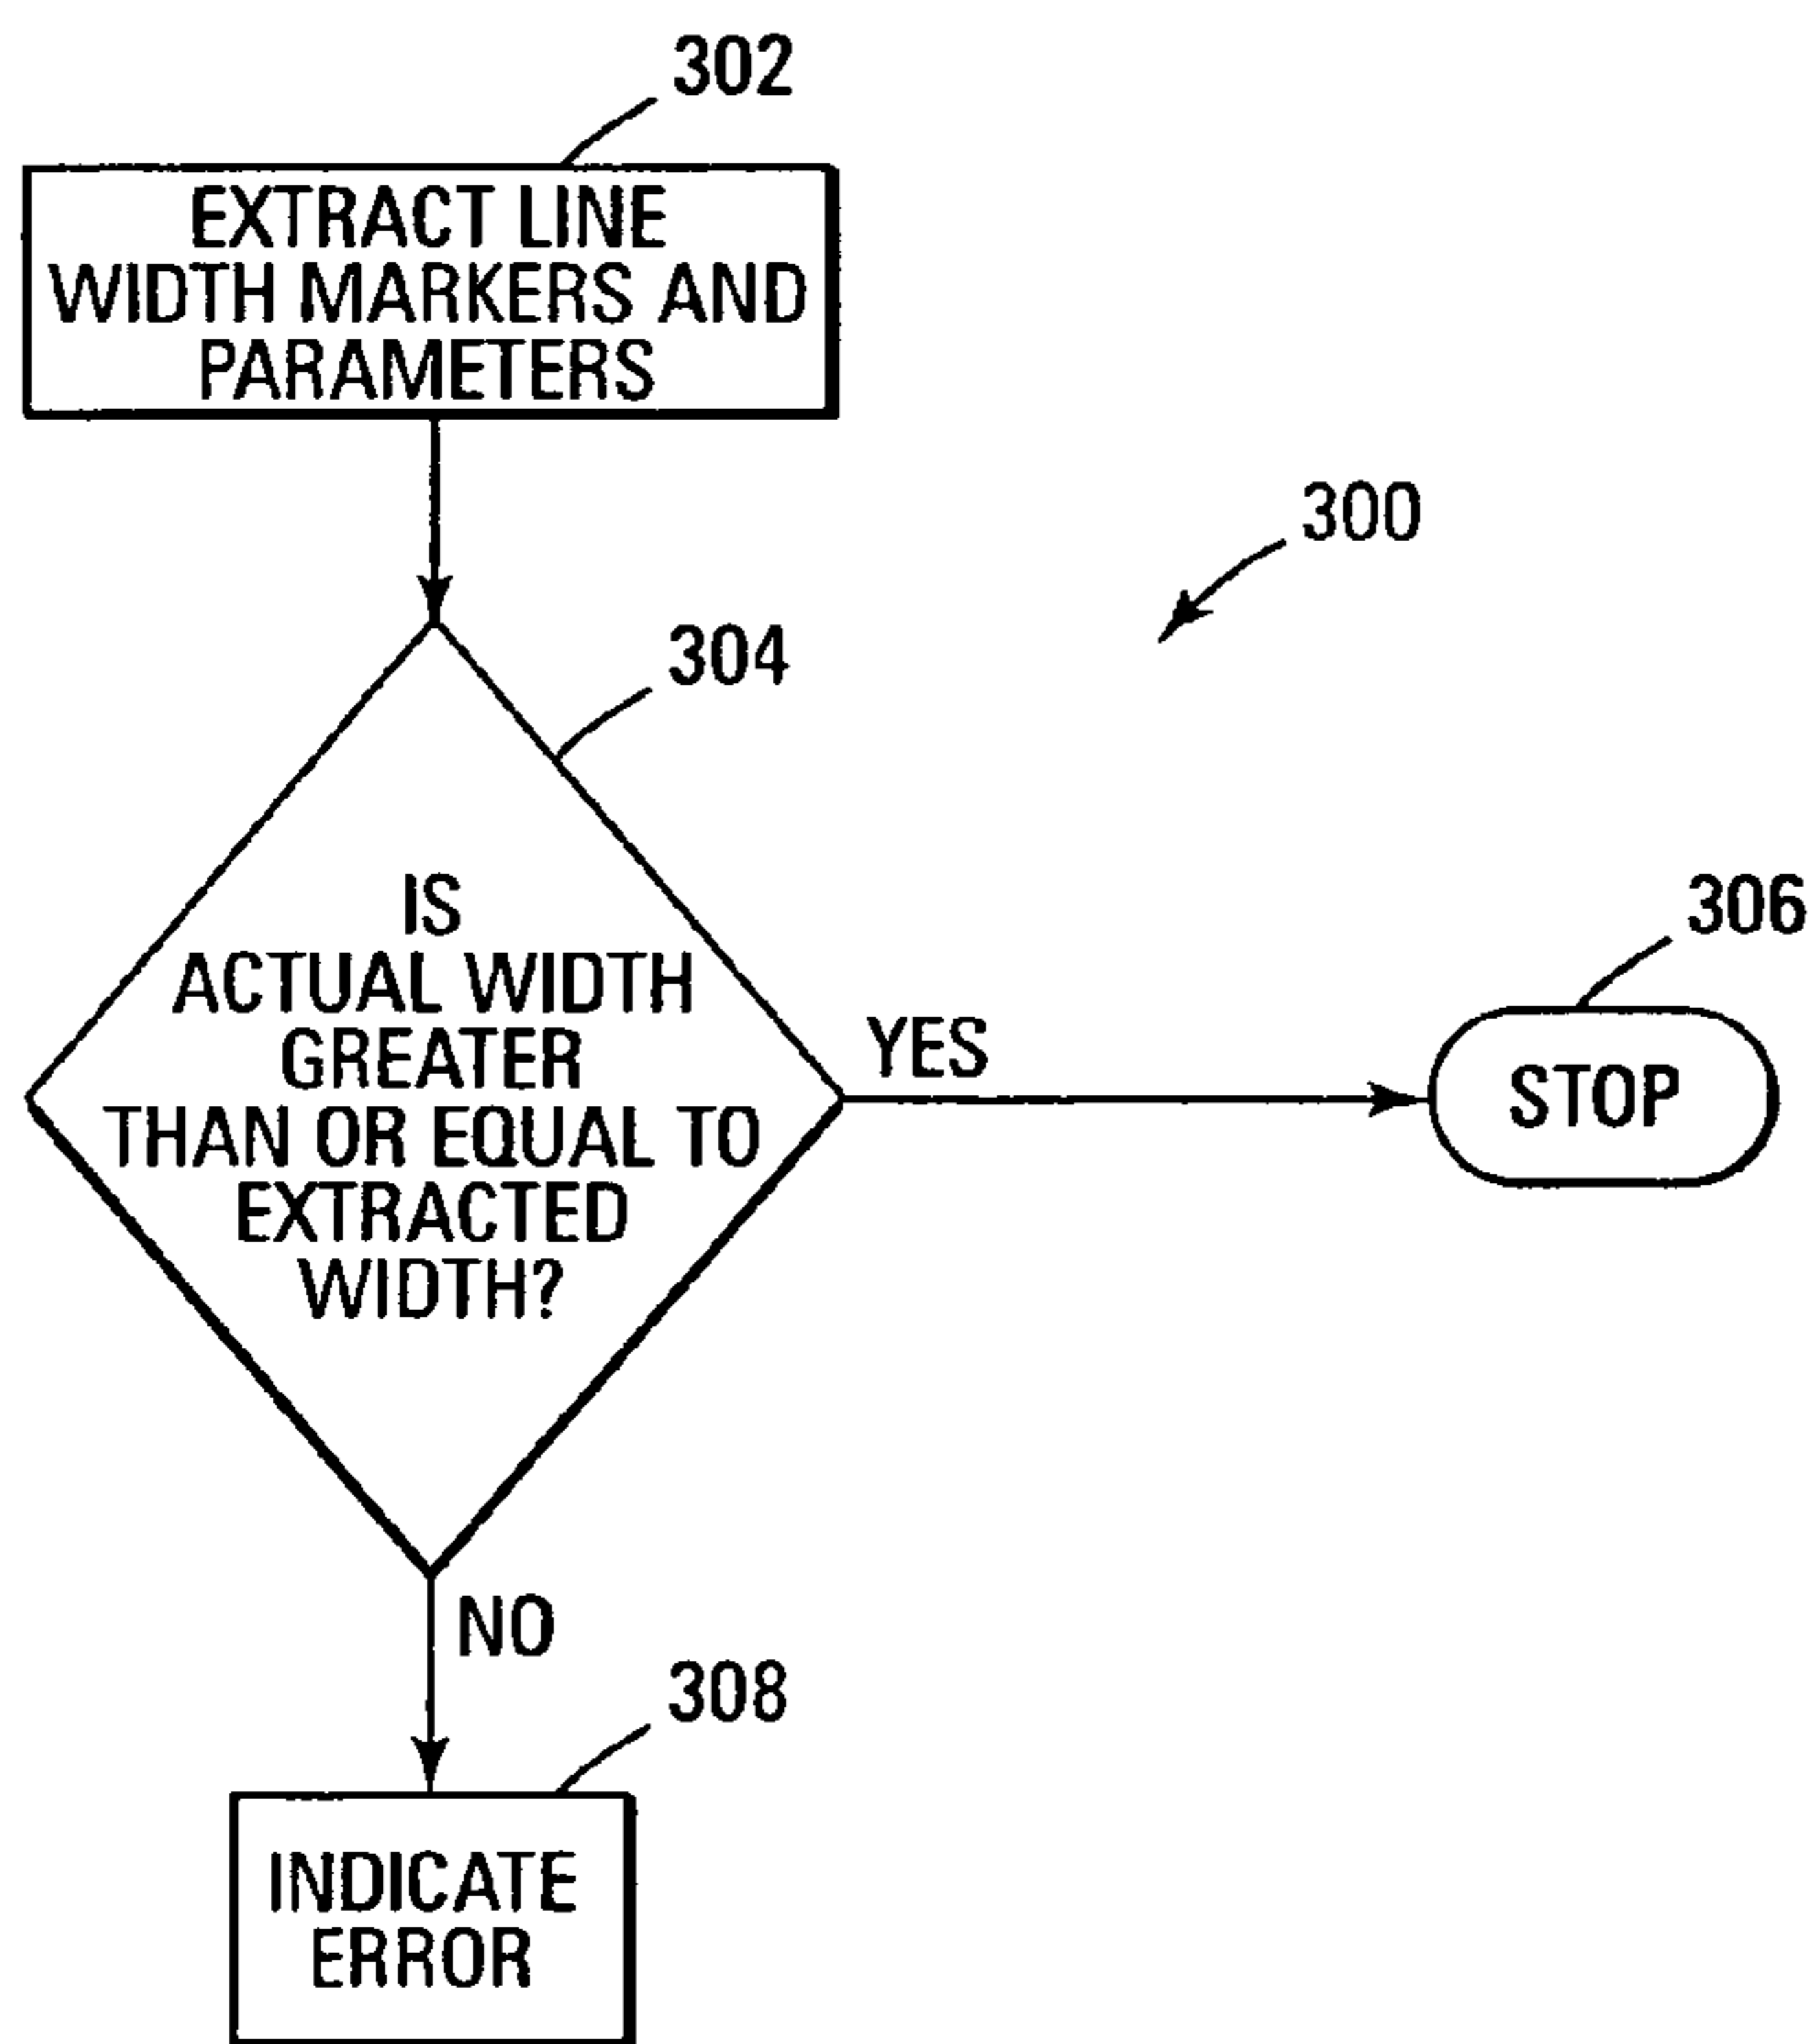 302
EXTRACT LINE
WIDTH MARKERS AND
PARAMETERS
300
304
IS
ACTUAL WIDTH
GREATER
THAN OR EQUAL TO
EXTRACTED
WIDTH?
YES
306
STOP
NO
308
INDICATE
ERROR